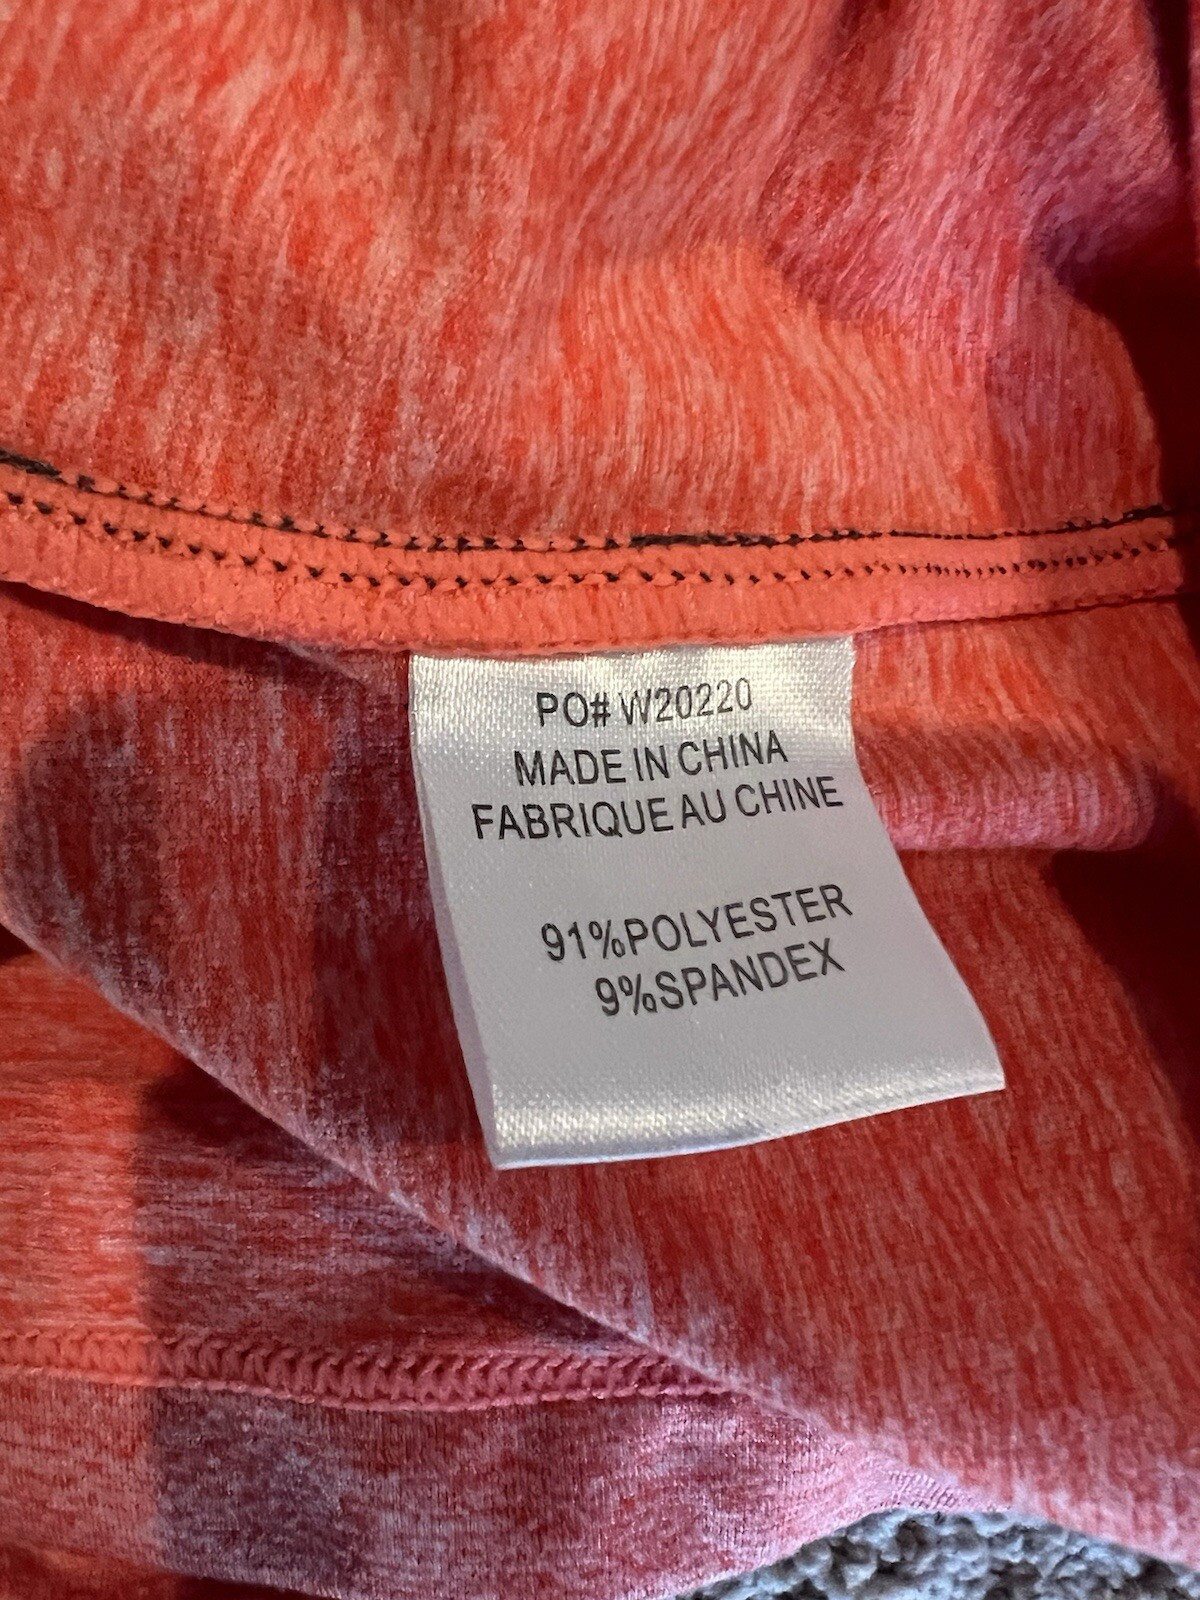 PO# W20220
MADE IN CHINA
FABRIQUE AU CHINE
91%POLYESTER
9%SPANDEX